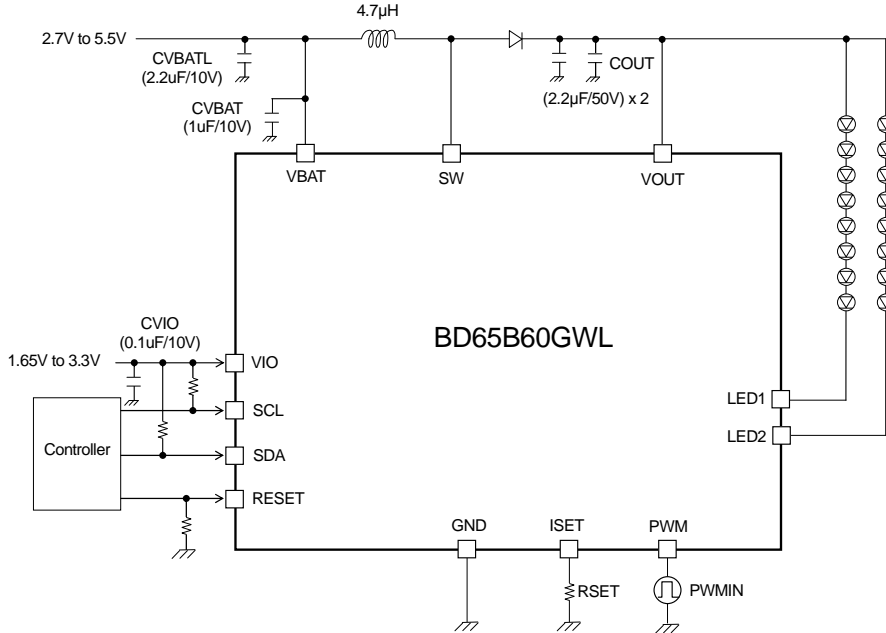 4.7µH
2.7V to 5.5V
CVBATL
(2.2uF/10V)
COUT
(2.2µF/50V) x 2
CVBAT
(1uF/10V)
VBAT
SW
VOUT
BD65B60GWL
CVIO
(0.1uF/10V)
1.65V to 3.3V
VIO
LED1
SCL
LED2
Controller
SDA
RESET
GND
ISET
PWM
RSET
PWMIN